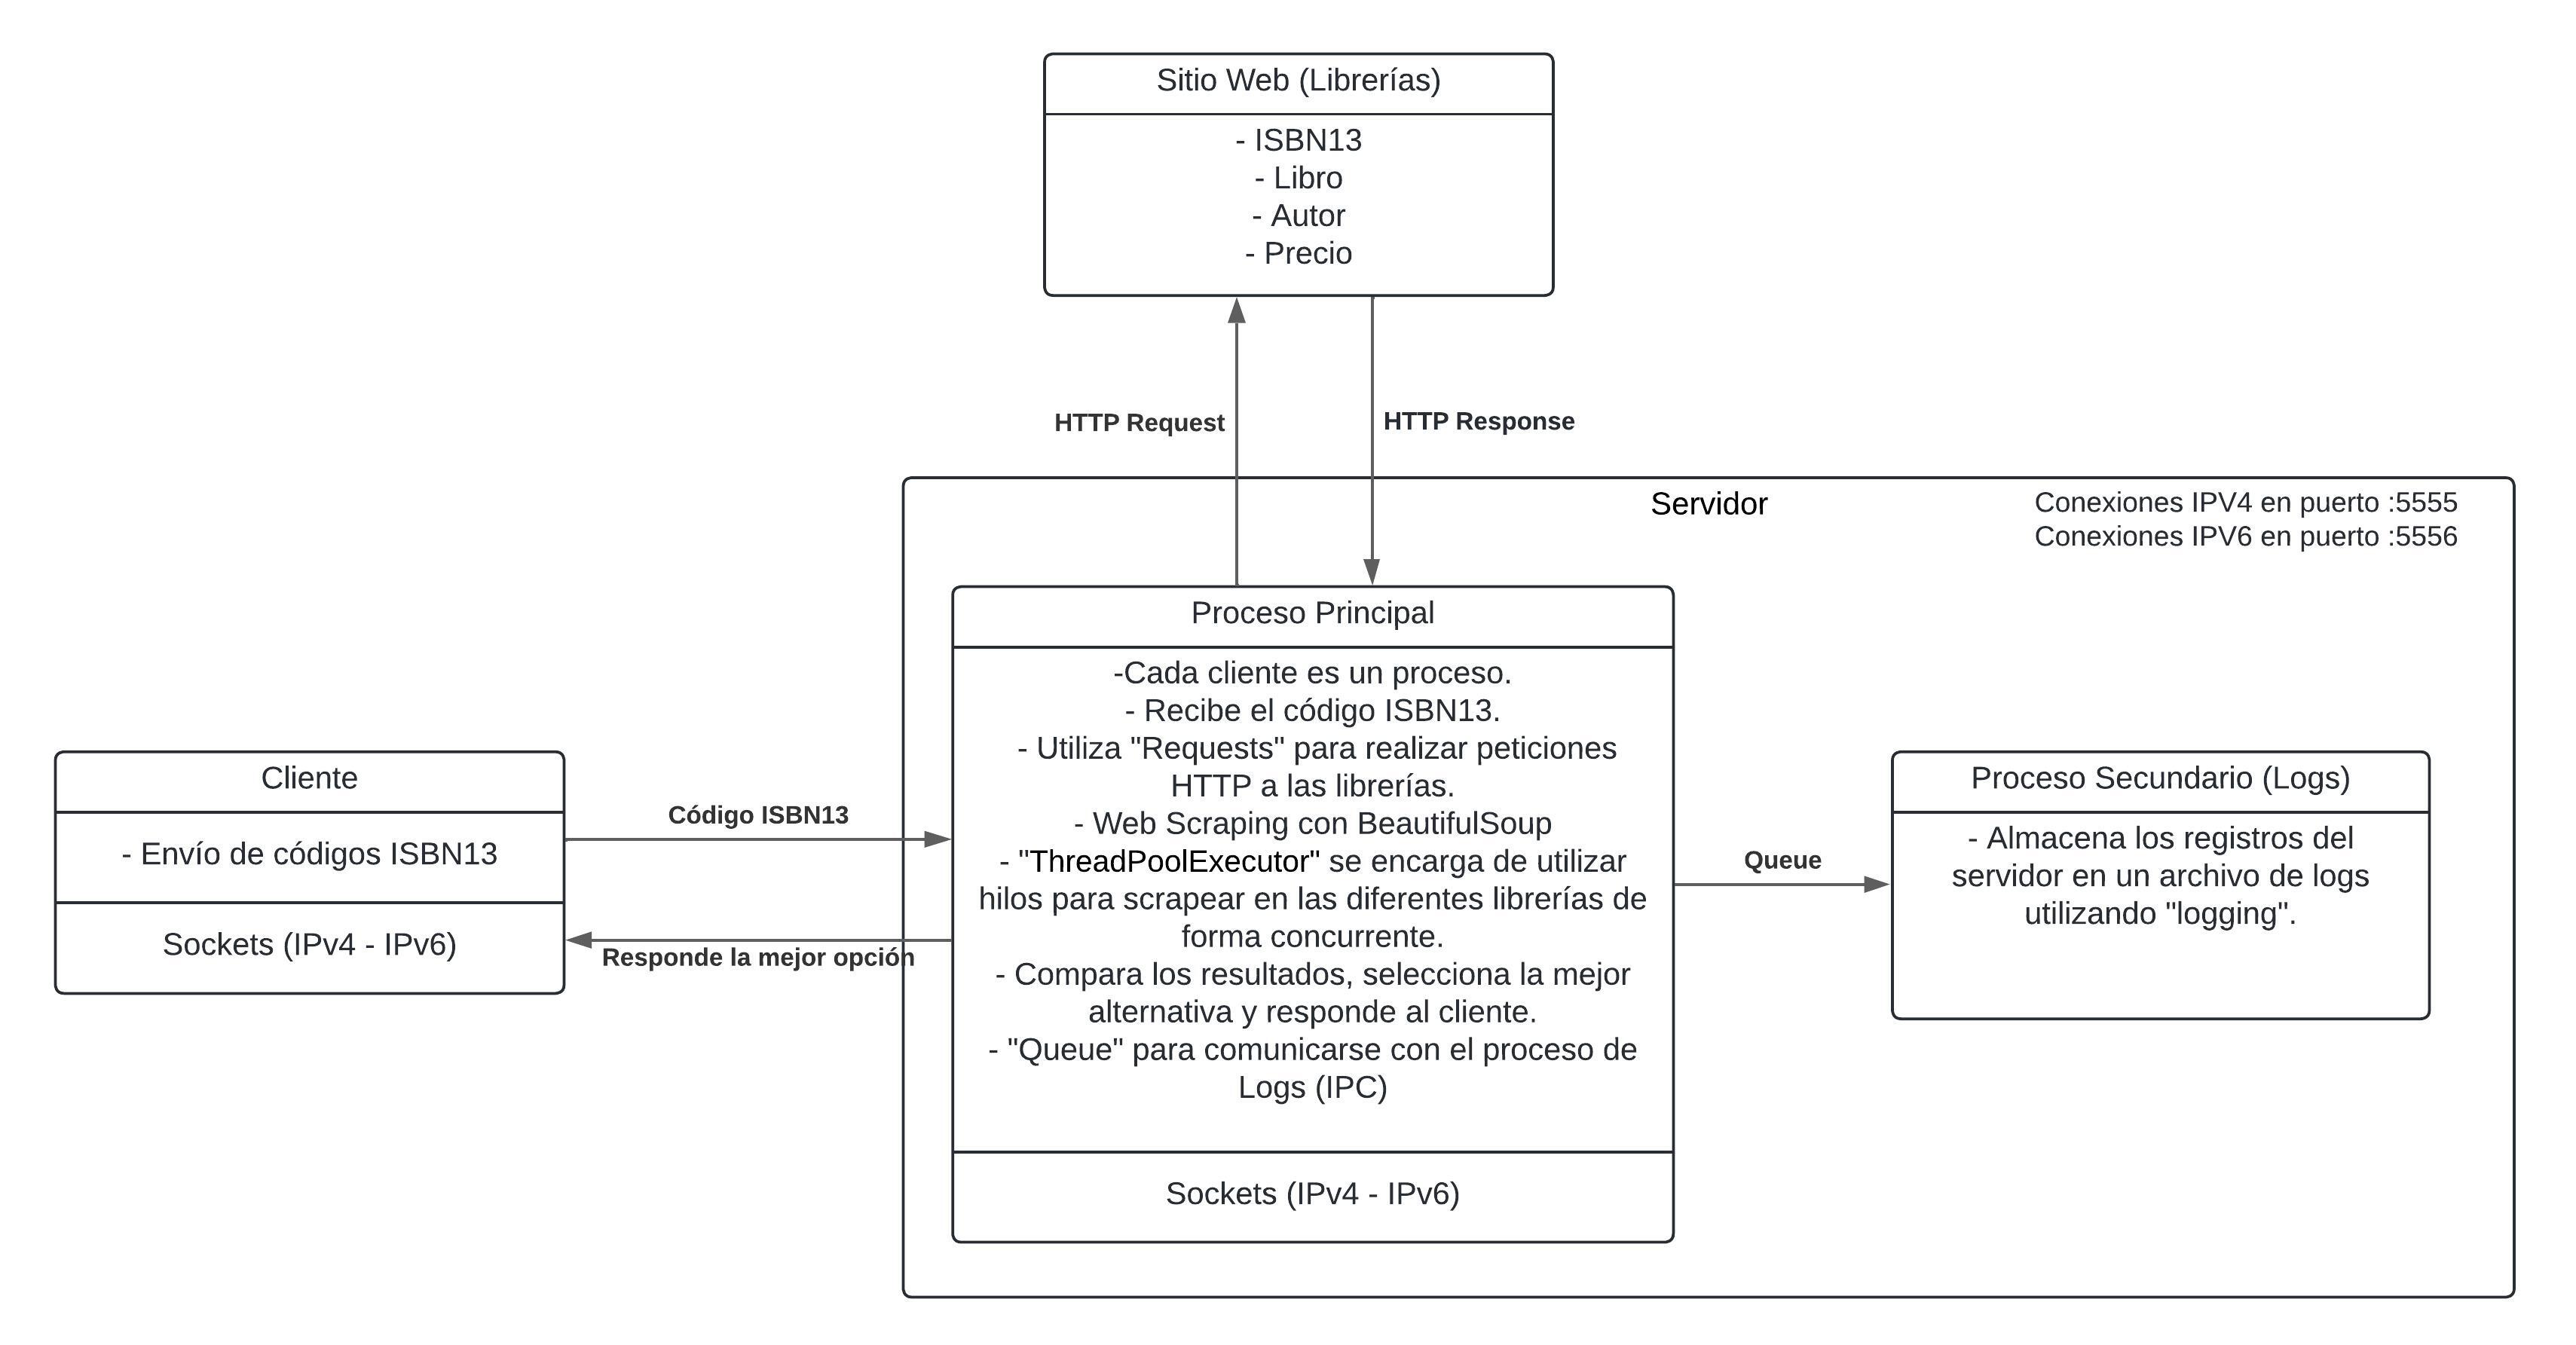 Sitio Web (Librerías)
- ISBN13
- Libro
- Autor
- Precio
HTTP Request
HTTP Response
Servidor
Conexiones IPV4 en puerto :5555
Conexiones IPV6 en puerto :5556
Proceso Principal
-Cada cliente es un proceso.
- Recibe el código ISBN13.
- Utiliza "Requests" para realizar peticiones
HTTP a las librerías.
- Web Scraping con BeautifulSoup
- "ThreadPoolExecutor" se encarga de utilizar
hilos para scrapear en las diferentes librerías de
forma concurrente.
- Compara los resultados, selecciona la mejor
alternativa y responde al cliente.
- "Queue" para comunicarse con el proceso de
Logs (IPC)
Sockets (IPv4 - IPv6)
Cliente
- Envío de códigos ISBN13
Sockets (IPv4 - IPv6)
Código ISBN13
Responde la mejor opción
Queue
Proceso Secundario (Logs)
- Almacena los registros del
servidor en un archivo de logs
utilizando "logging".